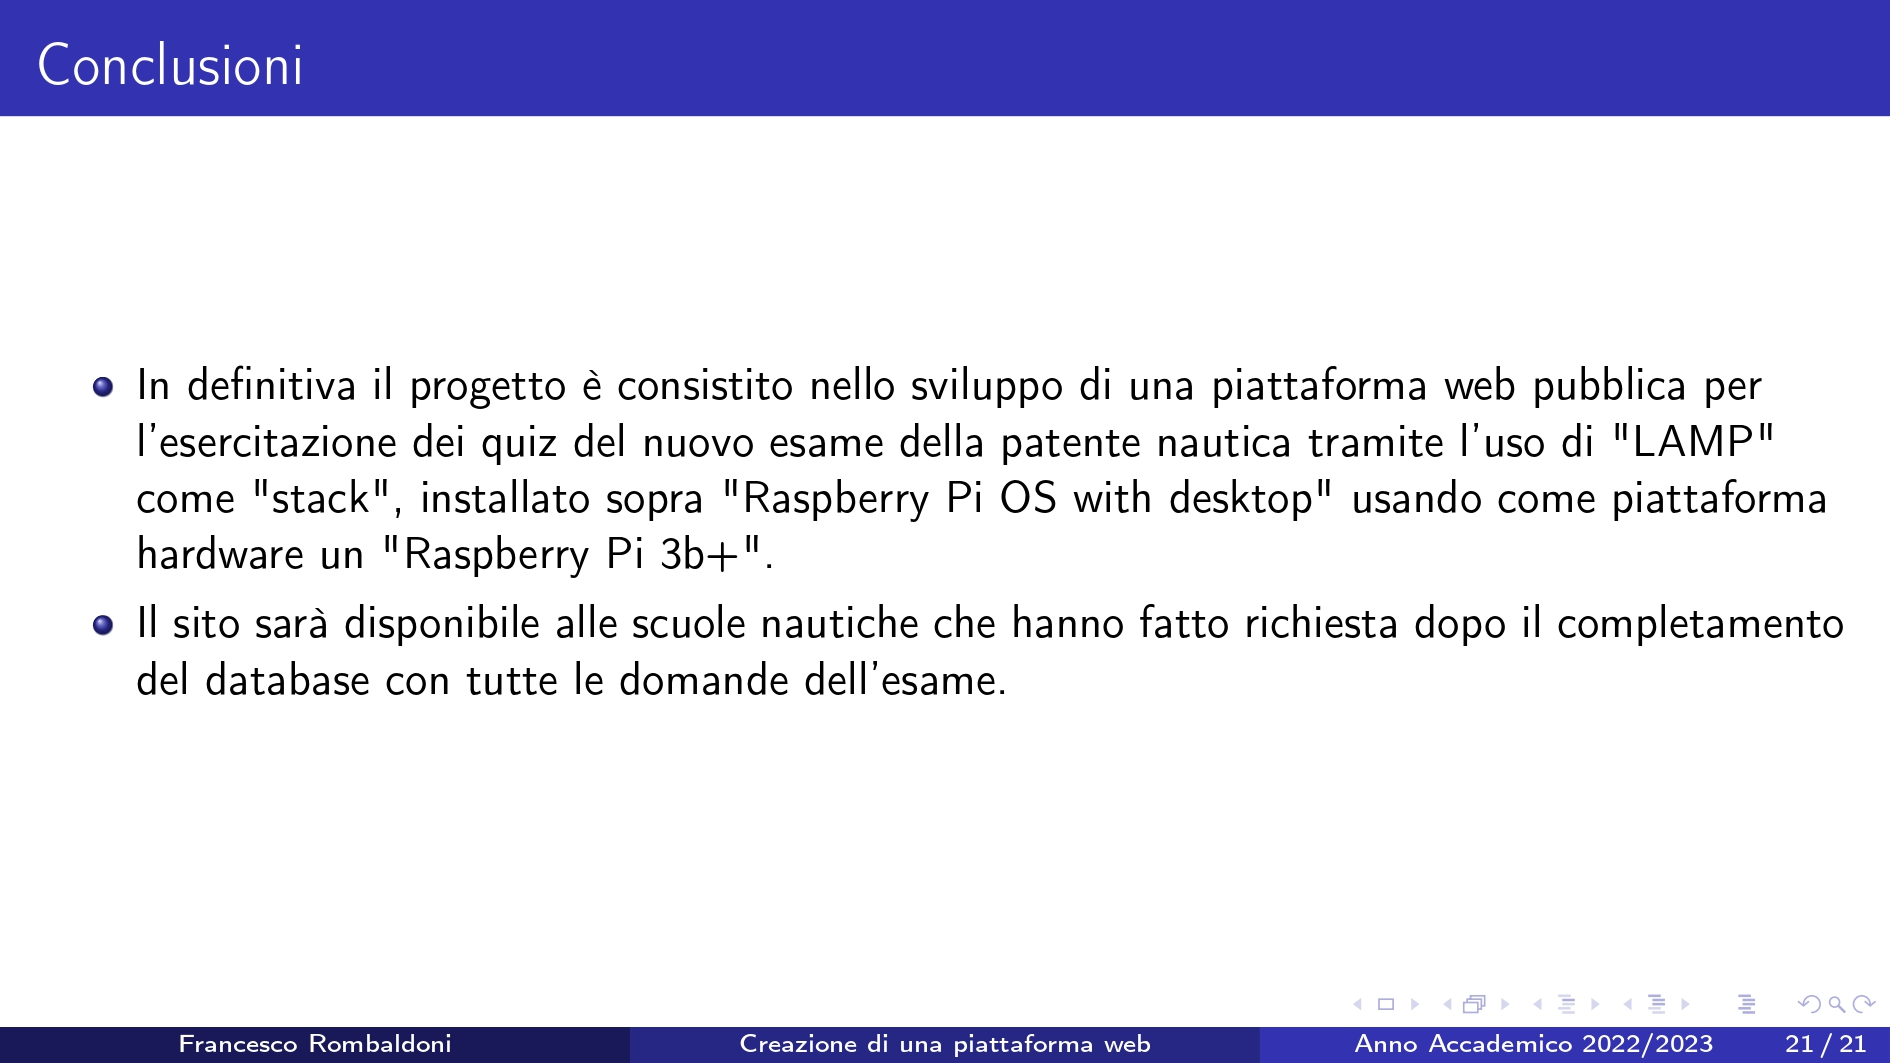 Conclusioni
In definitiva il progetto è consistito nello sviluppo di una piattaforma web pubblica per
l'esercitazione dei quiz del nuovo esame della patente nautica tramite l'uso di "LAMP"
come "stack", installato sopra "Raspberry Pi OS with desktop" usando come piattaforma
hardware un "Raspberry Pi 3b+".
Il sito sarà disponibile alle scuole nautiche che hanno fatto richiesta dopo il completamento
del database con tutte le domande dell'esame.
Francesco Rombaldoni Creazione di una piattaforma web Anno Accademico 2022/2023 21 / 21